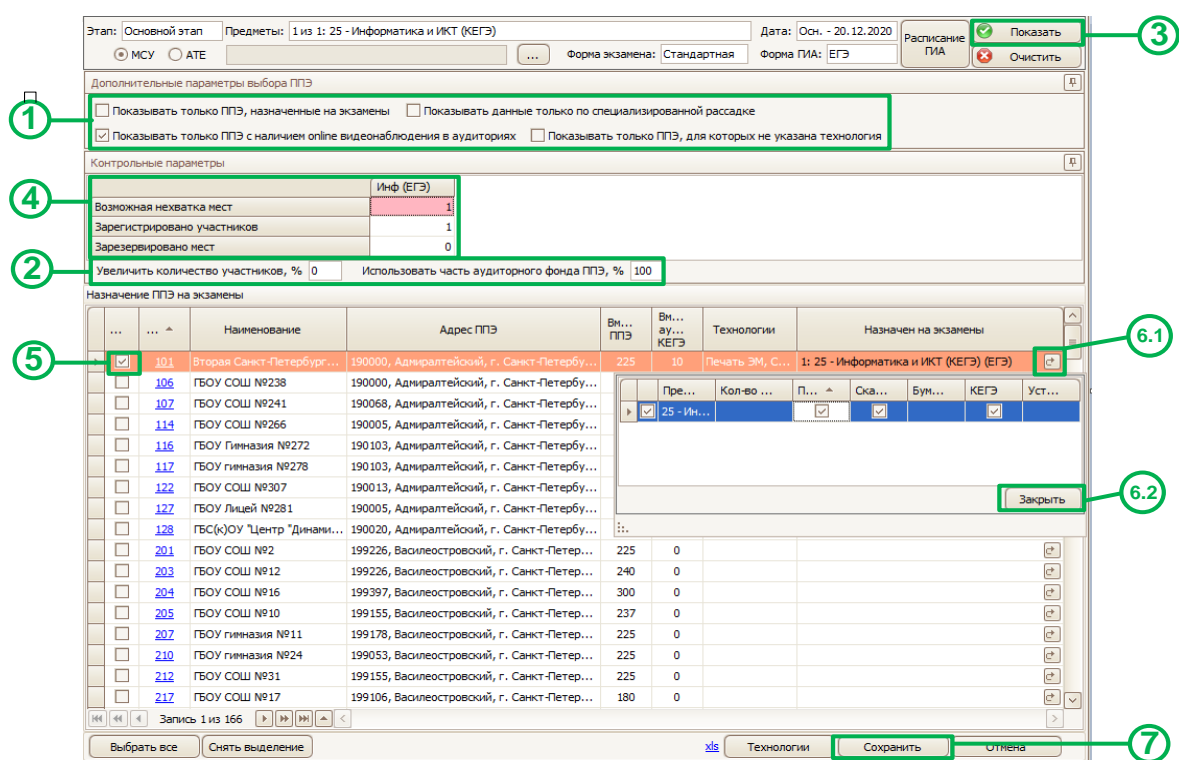 Этап: Основной этап Предметы: 1 из 1: 25 - Информатика и ИКТ (КЕГЭ) Дата: Осн. - 20.12.2020 Расписание ГИА Показать
3
МСУ АТЕ ... Форма экзамена: Стандартная Форма ГИА: ЕГЭ Очистить
Дополнительные параметры выбора ППЭ
1
Показывать только ППЭ, назначенные на экзамены Показывать данные только по специализированной рассадке
Показывать только ППЭ с наличием online видеонаблюдения в аудиториях Показывать только ППЭ, для которых не указана технология
Контрольные параметры
4
Инф (ЕГЭ)
Возможная нехватка мест 1
Зарегистрировано участников 1
Зарезервировано мест 0
2
Увеличить количество участников, % 0 Использовать часть аудиторного фонда ППЭ, % 100
Назначение ППЭ на экзамены
... ... Наименование Адрес ППЭ Вм... ППЭ Вм... ау... КЕГЭ Технологии Назначен на экзамены
6.1
5
101 Вторая Санкт-Петербург... 190000, Адмиралтейский, г. Санкт-Петербу... 225 10 Печать ЭМ, С... 1: 25 - Информатика и ИКТ (КЕГЭ) (ЕГЭ)
106 ГБОУ СОШ №238 190000, Адмиралтейский, г. Санкт-Петербу...
Пре... Кол-во ... П... Ска... Бум... КЕГЭ Уст...
107 ГБОУ СОШ №241 190068, Адмиралтейский, г. Санкт-Петербу...
25 - Ин...
114 ГБОУ СОШ №266 190005, Адмиралтейский, г. Санкт-Петербу...
116 ГБОУ Гимназия №272 190103, Адмиралтейский, г. Санкт-Петербу...
117 ГБОУ гимназия №278 190103, Адмиралтейский, г. Санкт-Петербу...
122 ГБОУ СОШ №307 190013, Адмиралтейский, г. Санкт-Петербу...
Закрыть
6.2
127 ГБОУ Лицей №281 190005, Адмиралтейский, г. Санкт-Петербу...
128 ГБС(к)ОУ "Центр "Динами... 190020, Адмиралтейский, г. Санкт-Петербу...
201 ГБОУ СОШ №2 199226, Василеостровский, г. Санкт-Петер... 225 0
203 ГБОУ СОШ №12 199226, Василеостровский, г. Санкт-Петер... 240 0
204 ГБОУ СОШ №16 199397, Василеостровский, г. Санкт-Петер... 300 0
205 ГБОУ СОШ №10 199155, Василеостровский, г. Санкт-Петер... 237 0
207 ГБОУ гимназия №11 199178, Василеостровский, г. Санкт-Петер... 225 0
210 ГБОУ гимназия №24 199053, Василеостровский, г. Санкт-Петер... 225 0
212 ГБОУ СОШ №31 199155, Василеостровский, г. Санкт-Петер... 225 0
217 ГБОУ СОШ №17 199106, Василеостровский, г. Санкт-Петер... 180 0
Запись 1 из 166
Выбрать все Снять выделение xls Технологии Сохранить Отмена
7